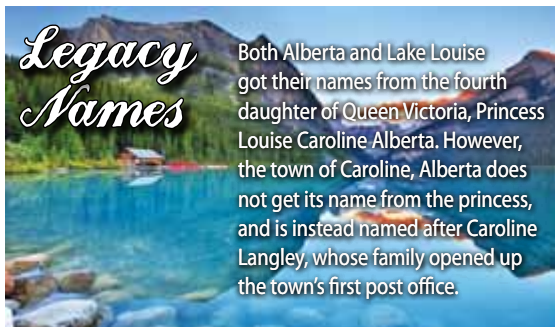 Legacy
Names
Both Alberta and Lake Louise
got their names from the fourth
daughter of Queen Victoria, Princess
Louise Caroline Alberta. However,
the town of Caroline, Alberta does
not get its name from the princess,
and is instead named after Caroline
Langley, whose family opened up
the town's first post office.